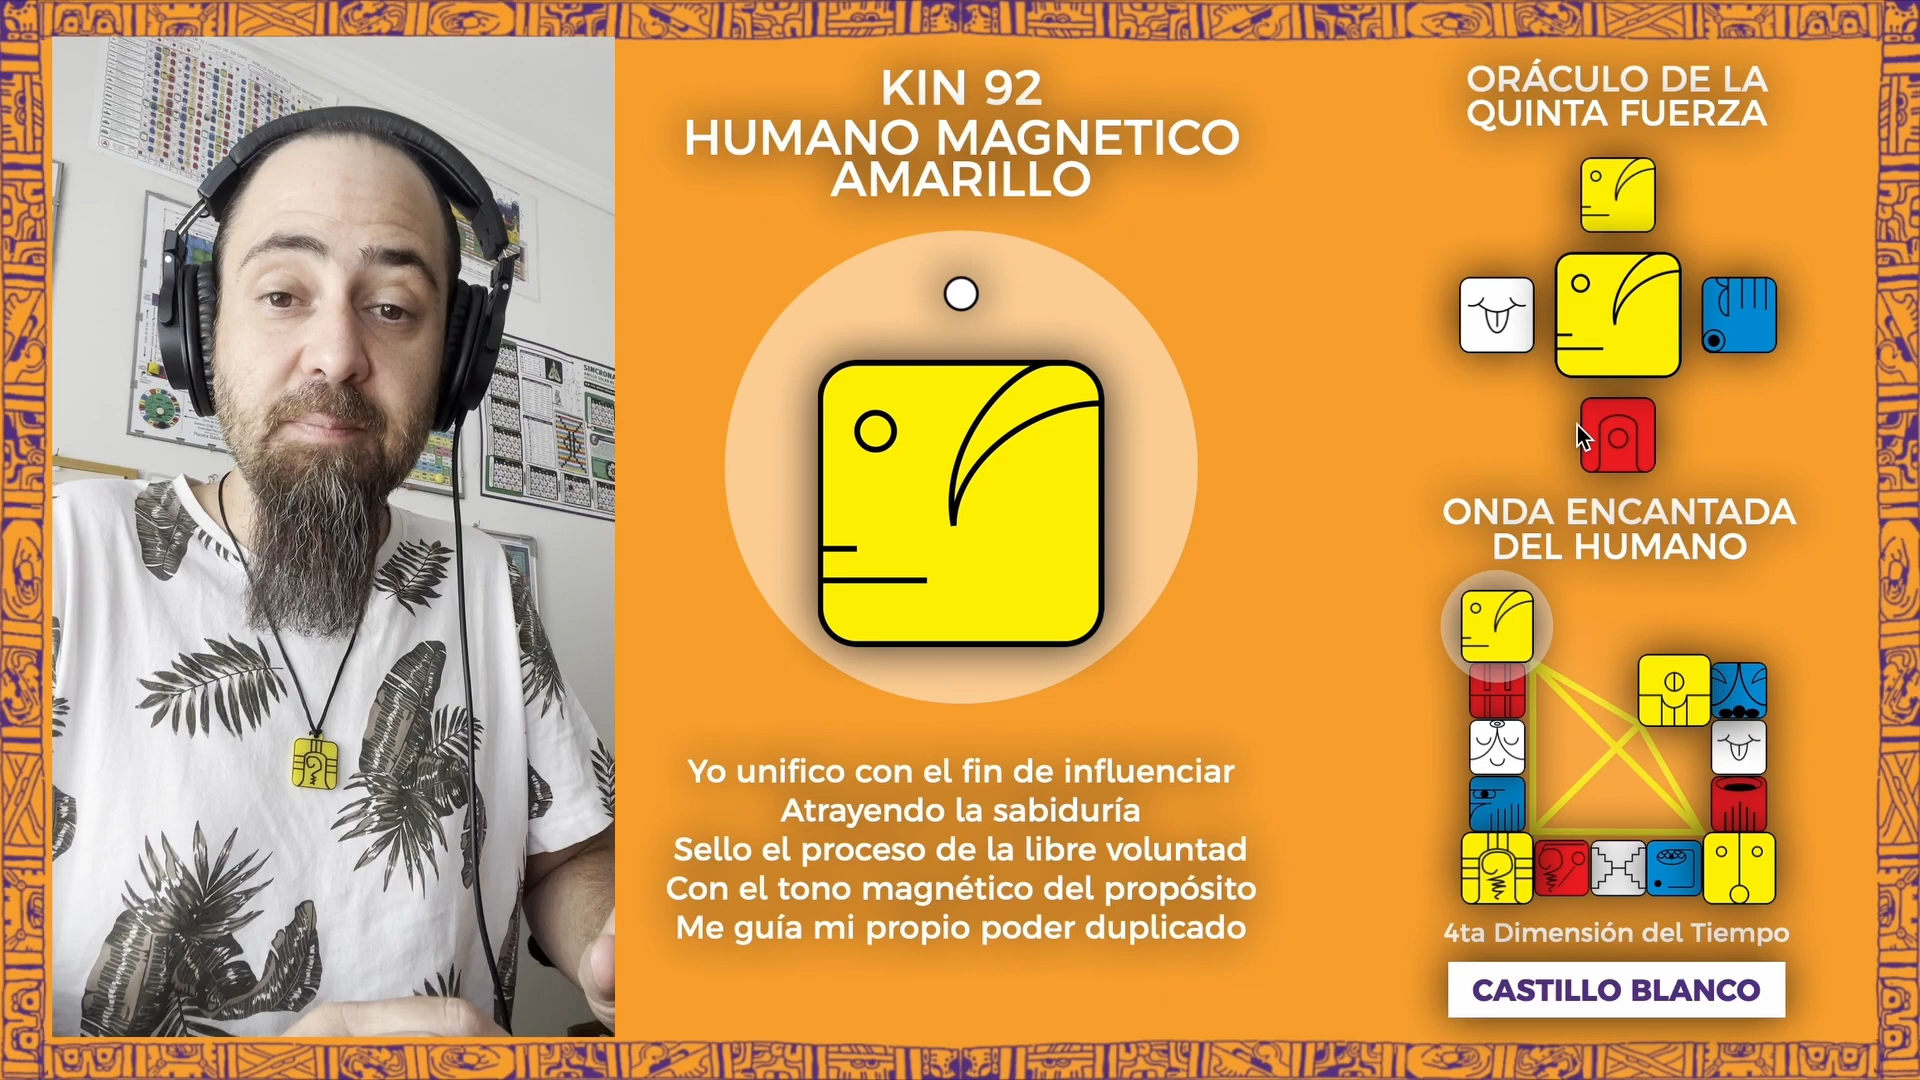 KIN 92
HUMANO MAGNETICO
AMARILLO
Yo unifico con el fin de influenciar
Atrayendo la sabiduría
Sello el proceso de la libre voluntad
Con el tono magnético del propósito
Me guía mi propio poder duplicado
ORÁCULO DE LA
QUINTA FUERZA
ONDA ENCANTADA
DEL HUMANO
4ta Dimensión del Tiempo
CASTILLO BLANCO